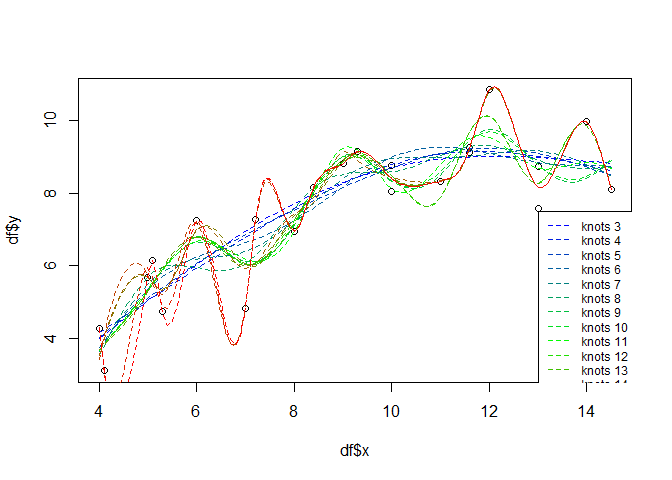 df$y
10
8
6
4
knots 3
knots 4
knots 5
knots 6
knots 7
knots 8
knots 9
knots 10
knots 11
knots 12
knots 13
4 6 8 10 12 14
df$x